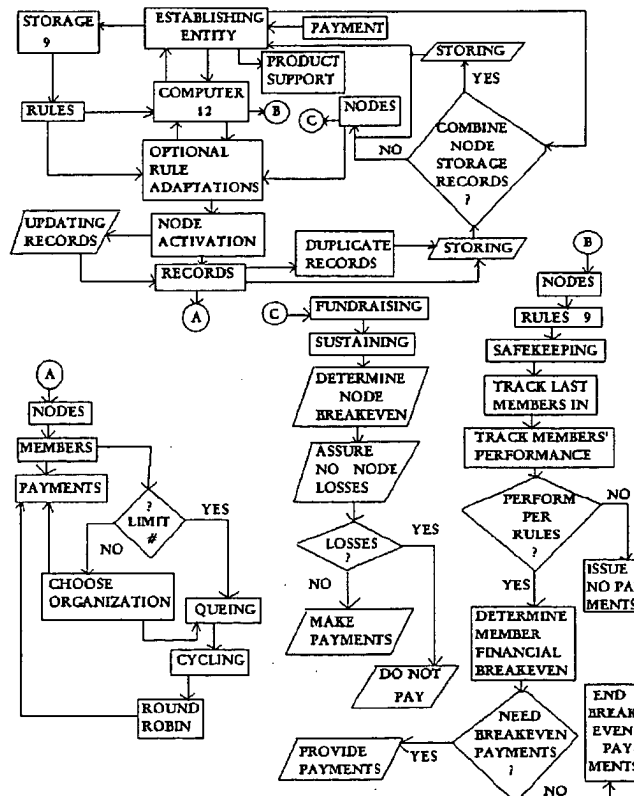 STORAGE
9
ESTABLISHING
ENTITY
PAYMENT
PRODUCT
SUPPORT
STORING
YES
RULES
COMPUTER
12
B
C
NODES
NO
COMBINE
NODE
STORAGE
RECORDS
?
OPTIONAL
RULE
ADAPTATIONS
UPDATING
RECORDS
NODE
ACTIVATION
DUPLICATE
RECORDS
STORING
RECORDS
A
B
NODES
RULES 9
SAFEKEEPING
TRACK LAST
MEMBERS IN
TRACK MEMBERS'
PERFORMANCE
PERFORM
PER
RULES
?
NO
ISSUE
NO PAY
MENTS
YES
DETERMINE
MEMBER
FINANCIAL
BREAKEVEN
NEED
BREAKEVEN
PAYMENTS
?
YES
PROVIDE
PAYMENTS
NO
END
BREAK
EVEN
PAY
MENTS
C
FUNDRAISING
SUSTAINING
DETERMINE
NODE
BREAKEVEN
ASSURE
NO NODE
LOSSES
LOSSES
?
YES
NO
MAKE
PAYMENTS
DO NOT
PAY
A
NODES
MEMBERS
PAYMENTS
?
LIMIT
#
YES
NO
CHOOSE
ORGANIZATION
QUEING
CYCLING
ROUND
ROBIN